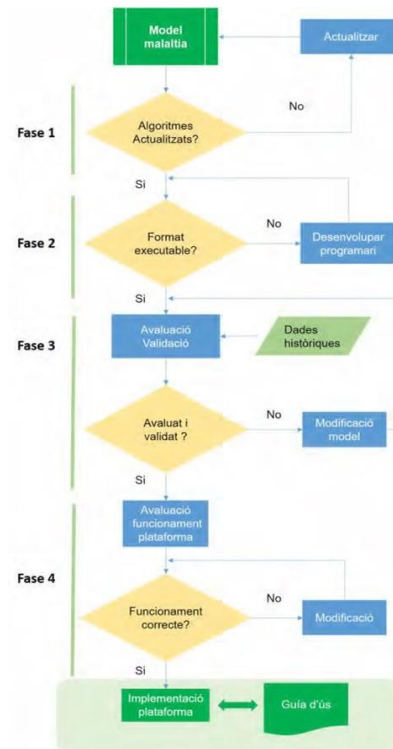 Model
malaltia
Actualitzar
No
Fase 1
Algoritmes
Actualitzats?
Si
No
Fase 2
Format
executable?
Desenvolupar
programari
Si
Fase 3
Avaluació
Validació
Dades
històriques
No
Avaluat i
validat ?
Modificació
model
Si
Avaluació
funcionament
plataforma
Fase 4
No
Funcionament
correcte?
Modificació
Si
Implementació
plataforma
Guía d'ús